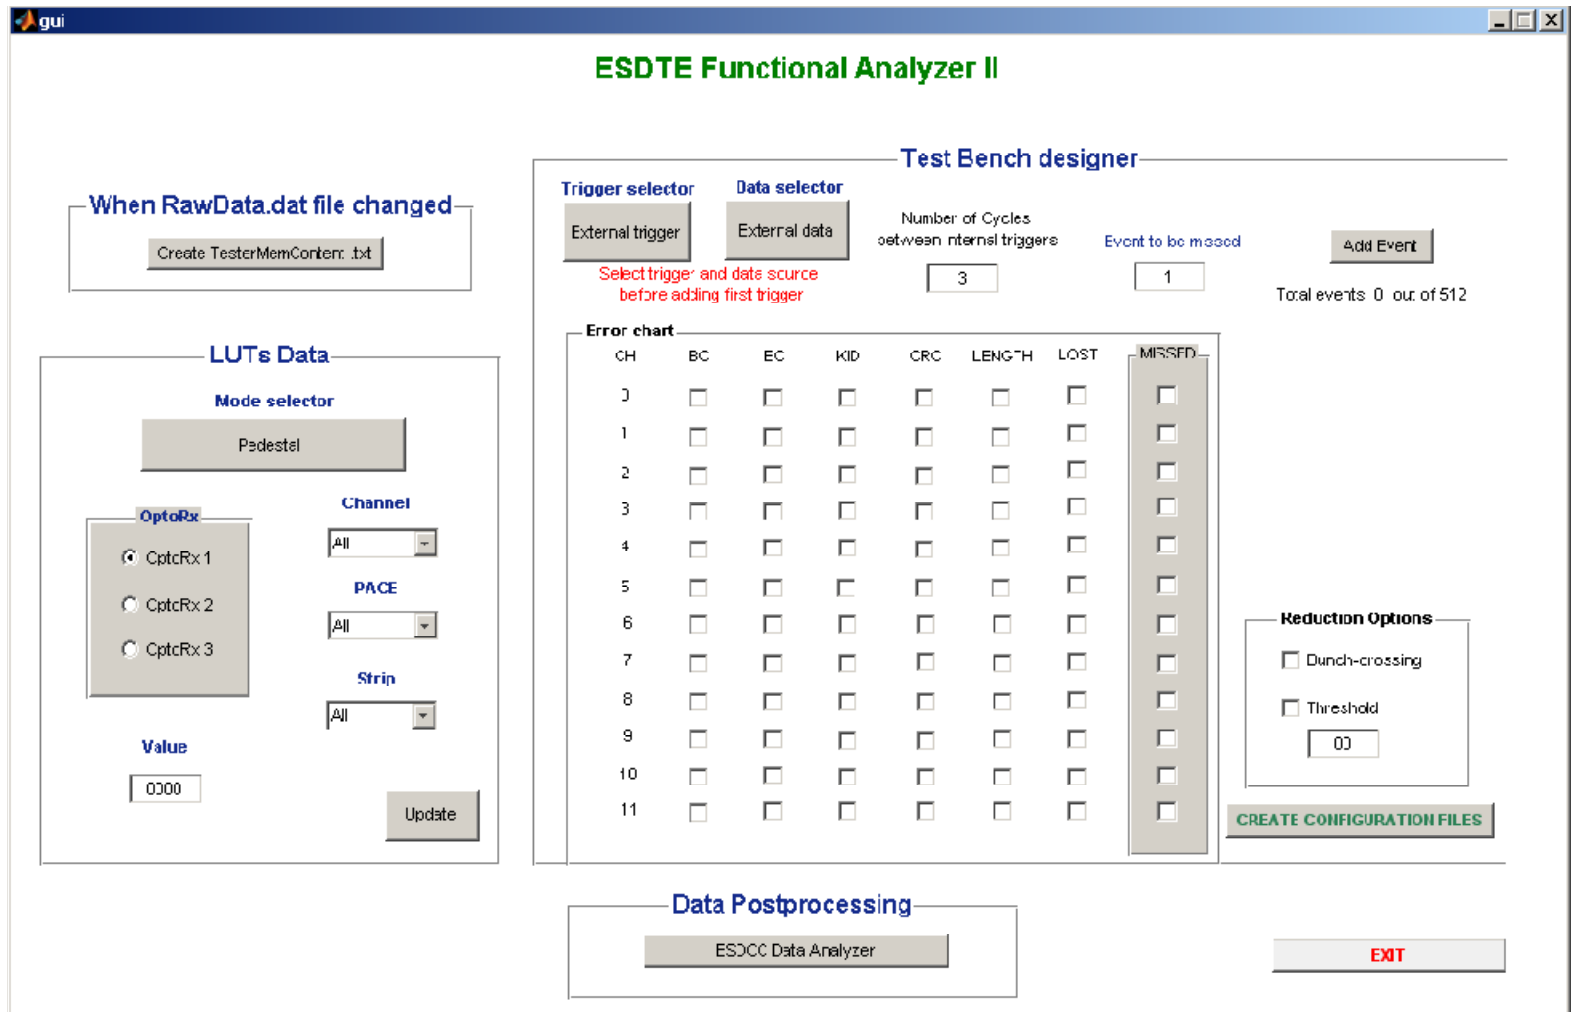 gui
ESDTE Functional Analyzer II
When RawData.dat file changed
Create TesterMemContent .txt
LUTs Data
Mode selector
Pedestal
OptoRx
OptoRx 1
OptoRx 2
OptoRx 3
Channel
All
PACE
All
Strip
All
Value
0000
Update
Test Bench designer
Trigger selector
Data selector
External trigger
External data
Select trigger and data source
before adding first trigger
Number of Cycles
between internal triggers
3
Event to be missed
1
Add Event
Total events 0 out of 512
Error chart
CH BC EC KID CRC LENGTH LOST MISSED
0
1
2
3
4
5
6
7
8
9
10
11
Reduction Options
Bunch-crossing
Threshold
00
CREATE CONFIGURATION FILES
Data Postprocessing
ESDCC Data Analyzer
EXIT